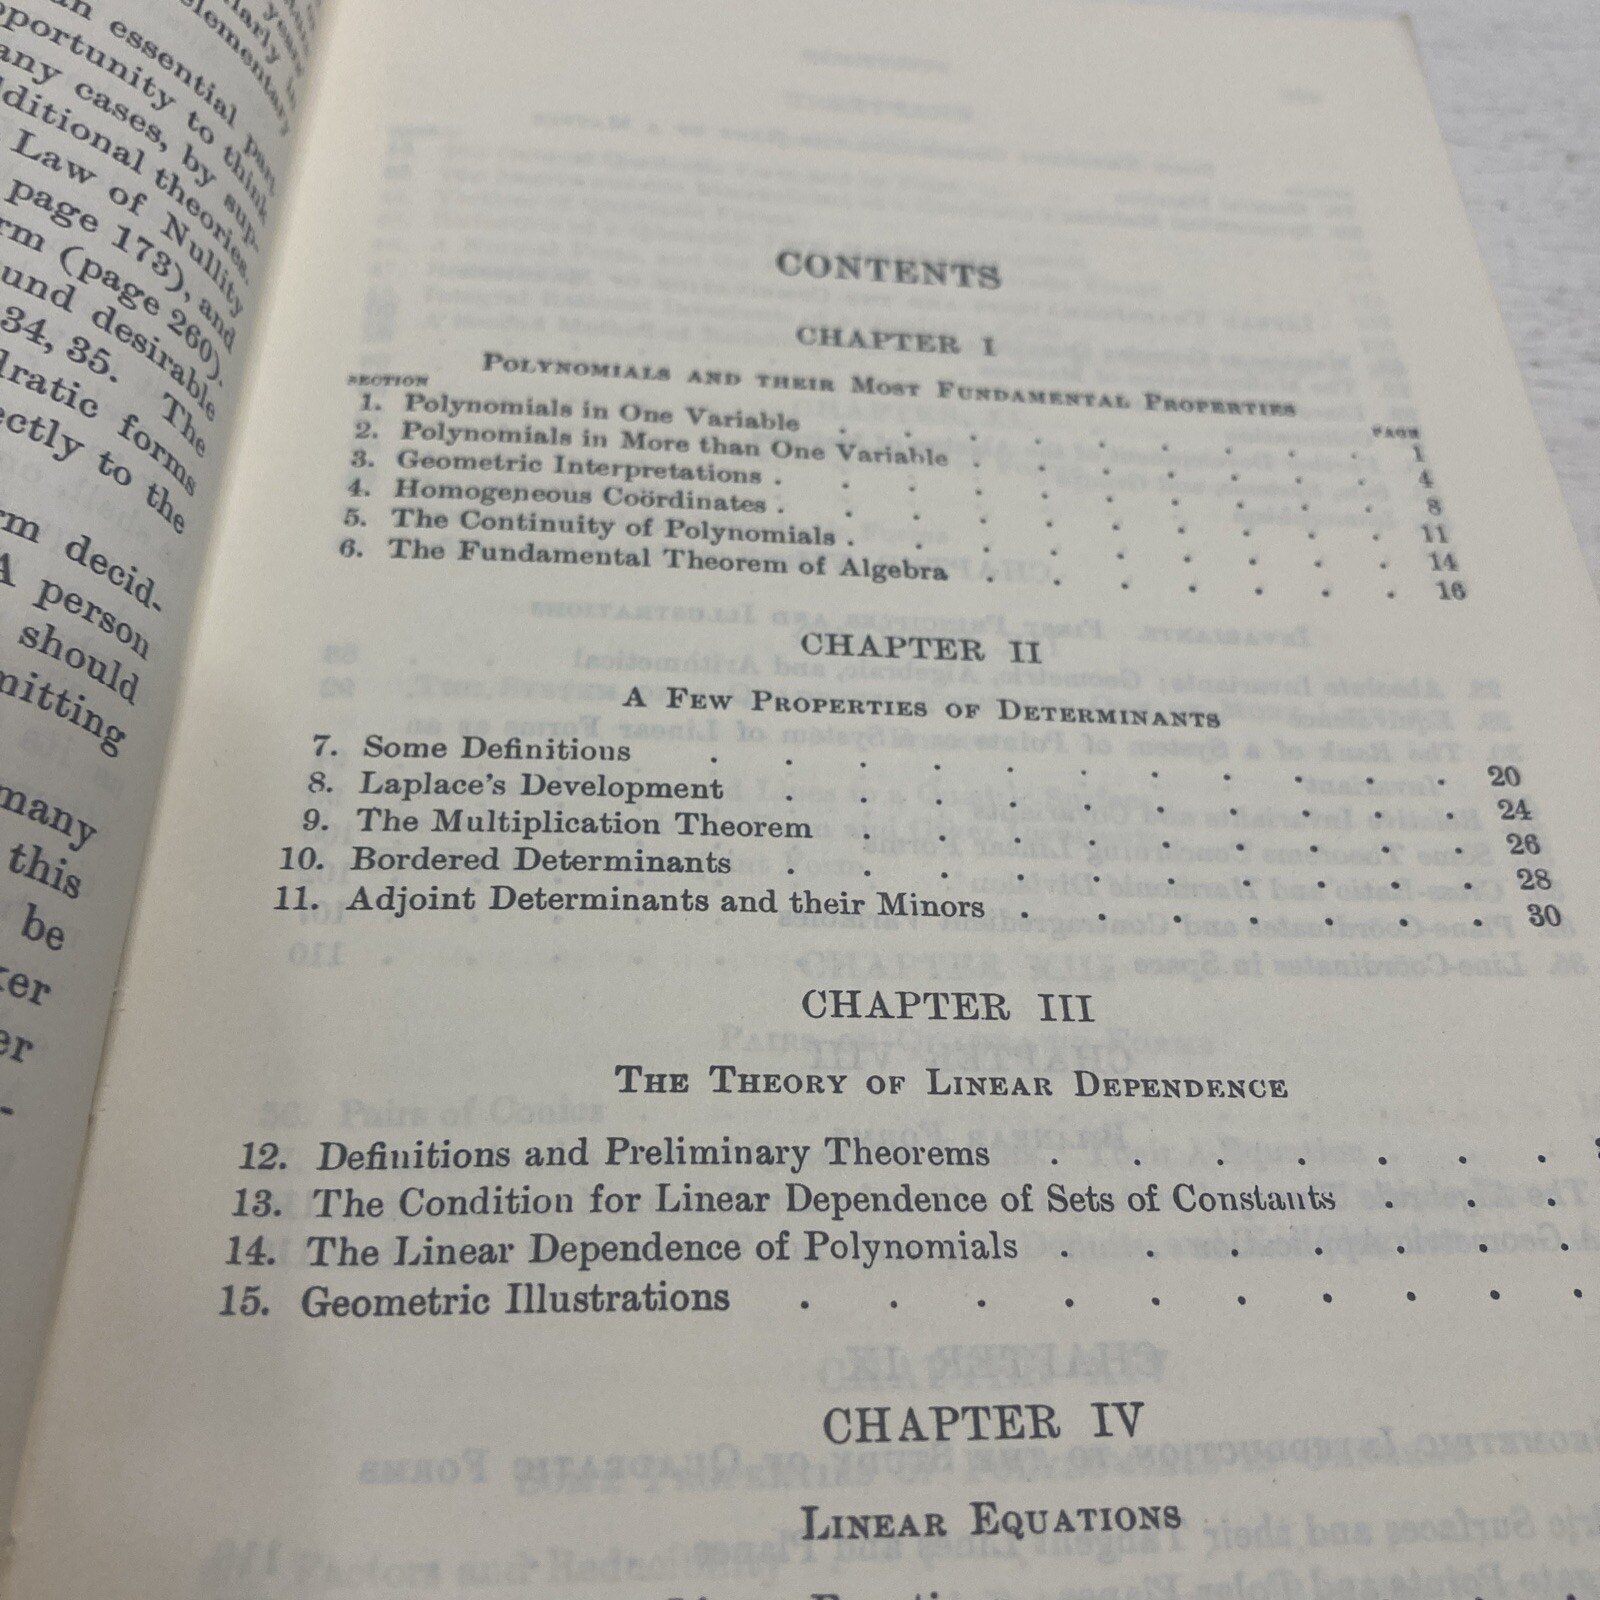 an essential part
opportunity to think
any cases, by sup-
additional theories.
Law of Nullity
page 173), and
(page 260).
desirable
34, 35. The
forms
to the
decid-
A person
should
many
this
be
CONTENTS
CHAPTER I
POLYNOMIALS AND THEIR MOST FUNDAMENTAL PROPERTIES
SECTION PAGE
1. Polynomials in One Variable . . . . . . . . . 1
2. Polynomials in More than One Variable . . . . . . . 4
3. Geometric Interpretations . . . . . . . . . . 8
4. Homogeneous Coördinates . . . . . . . . . . 11
5. The Continuity of Polynomials . . . . . . . . . 14
6. The Fundamental Theorem of Algebra . . . . . . . 16
CHAPTER II
A FEW PROPERTIES OF DETERMINANTS
7. Some Definitions . . . . . . . . . . . 20
8. Laplace's Development . . . . . . . . . . 24
9. The Multiplication Theorem . . . . . . . . . 26
10. Bordered Determinants . . . . . . . . . . 28
11. Adjoint Determinants and their Minors . . . . . . . 30
CHAPTER III
THE THEORY OF LINEAR DEPENDENCE
12. Definitions and Preliminary Theorems . . . . . . .
13. The Condition for Linear Dependence of Sets of Constants . . .
14. The Linear Dependence of Polynomials . . . . . . .
15. Geometric Illustrations . . . . . . . . . .
CHAPTER IV
LINEAR EQUATIONS